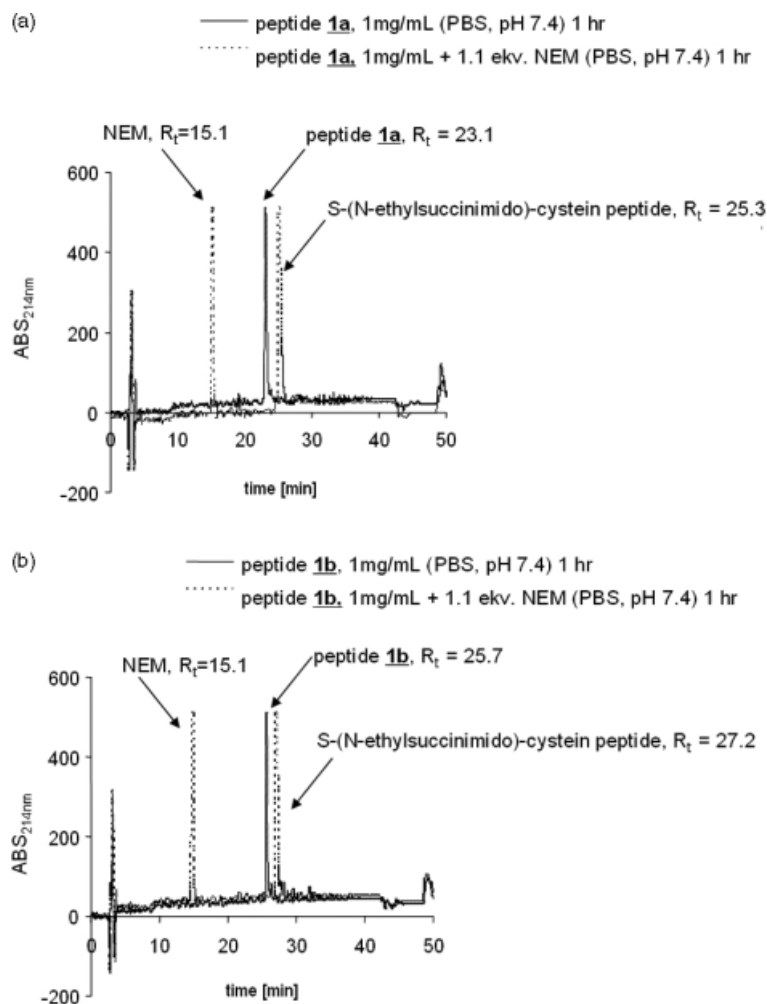 (a)
peptide 1a, 1mg/mL (PBS, pH 7.4) 1 hr
peptide 1a, 1mg/mL + 1.1 ekv. NEM (PBS, pH 7.4) 1 hr
NEM, Rt=15.1
peptide 1a, Rt = 23.1
S-(N-ethylsuccinimido)-cystein peptide, Rt = 25.3
600
400
200
0
-200
ABS214nm
0 10 20 30 40 50
time [min]
(b)
peptide 1b, 1mg/mL (PBS, pH 7.4) 1 hr
peptide 1b, 1mg/mL + 1.1 ekv. NEM (PBS, pH 7.4) 1 hr
NEM, Rt=15.1
peptide 1b, Rt = 25.7
S-(N-ethylsuccinimido)-cystein peptide, Rt = 27.2
600
400
200
0
-200
ABS214nm
0 10 20 30 40 50
time [min]